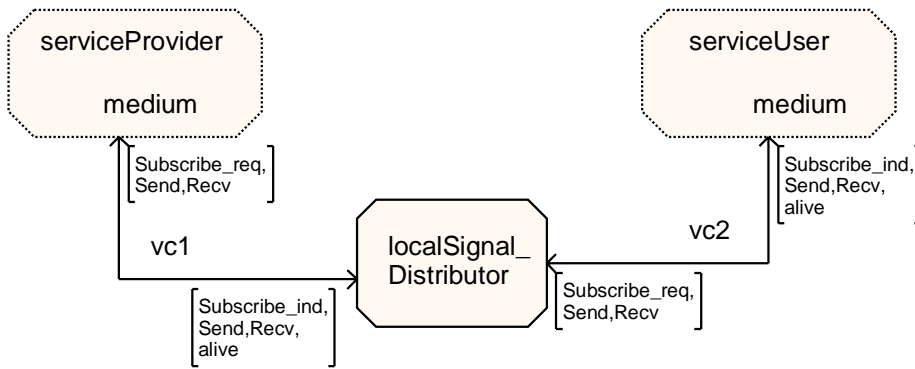 serviceProvider
medium
serviceUser
medium
Subscribe_req,
Send,Recv
Subscribe_ind,
Send,Recv,
alive
vc1
localSignal_
Distributor
vc2
Subscribe_ind,
Send,Recv,
alive
Subscribe_req,
Send,Recv